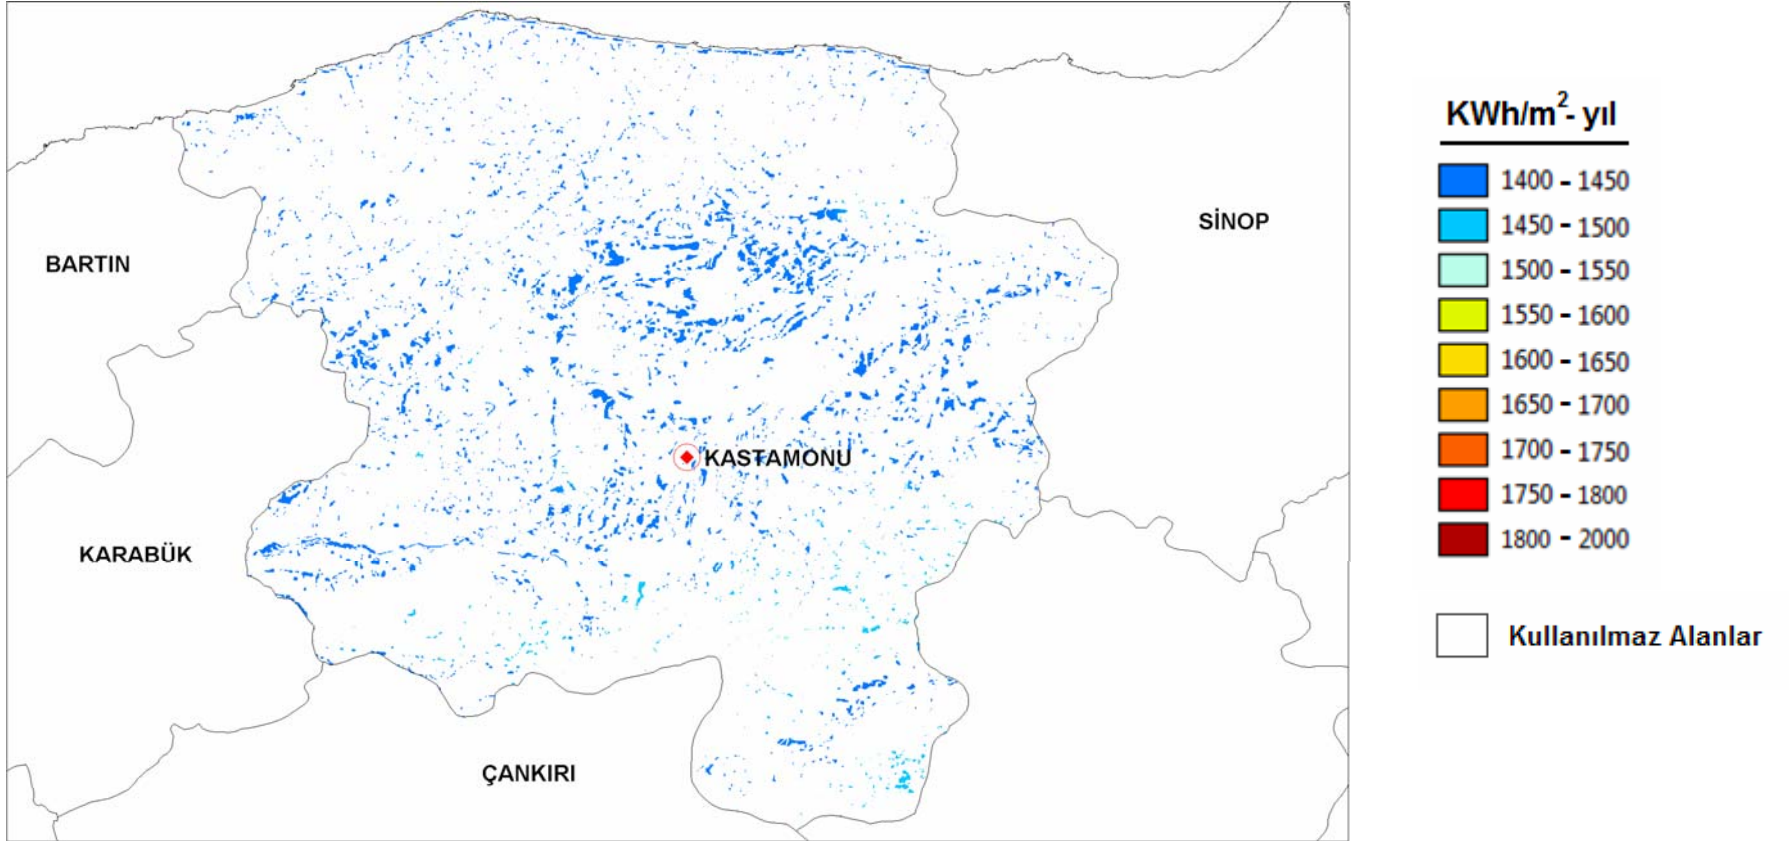 BARTIN
SİNOP
KASTAMONU
KARABÜK
ÇANKIRI
KWh/m²- yıl
1400 - 1450
1450 - 1500
1500 - 1550
1550 - 1600
1600 - 1650
1650 - 1700
1700 - 1750
1750 - 1800
1800 - 2000
Kullanılmaz Alanlar